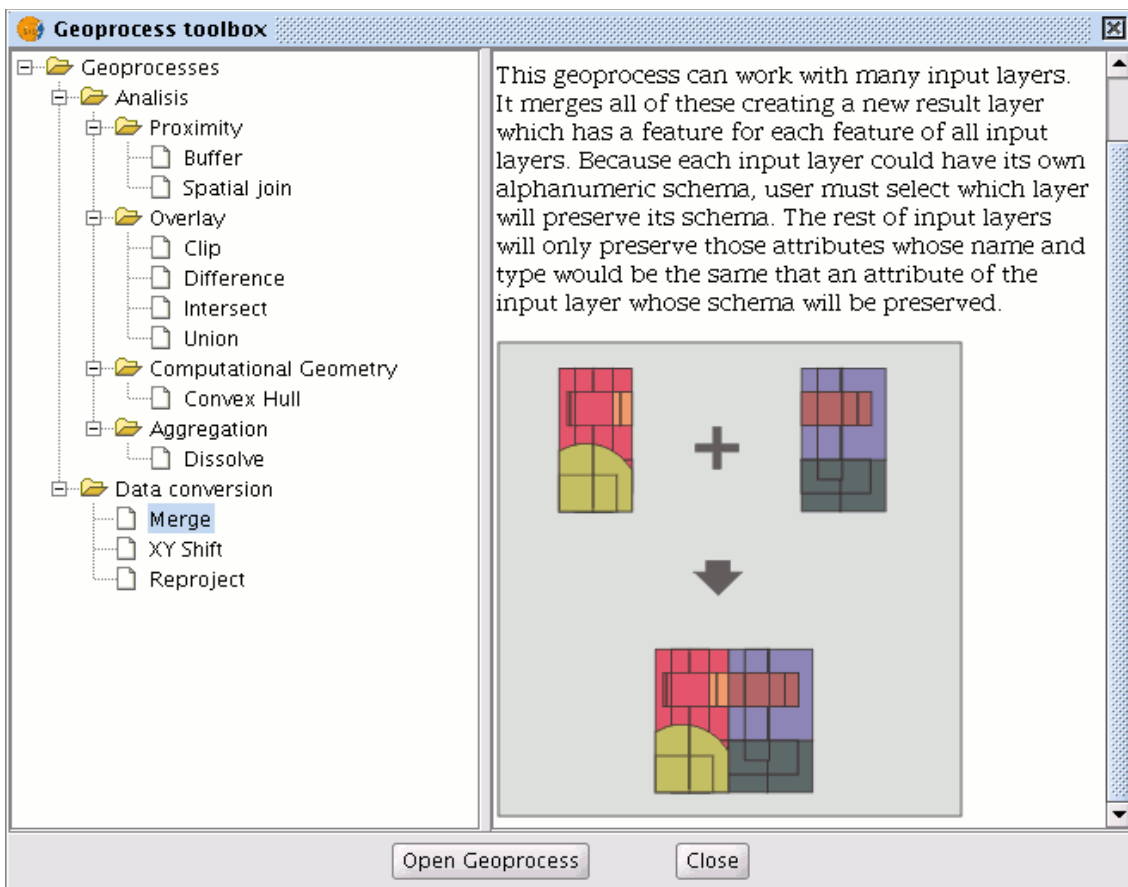 Geoprocess toolbox
Geoprocesses
Analisis
Proximity
Buffer
Spatial join
Overlay
Clip
Difference
Intersect
Union
Computational Geometry
Convex Hull
Aggregation
Dissolve
Data conversion
Merge
XY Shift
Reproject
This geoprocess can work with many input layers.
It merges all of these creating a new result layer
which has a feature for each feature of all input
layers. Because each input layer could have its own
alphanumeric schema, user must select which layer
will preserve its schema. The rest of input layers
will only preserve those attributes whose name and
type would be the same that an attribute of the
input layer whose schema will be preserved.
Open Geoprocess
Close